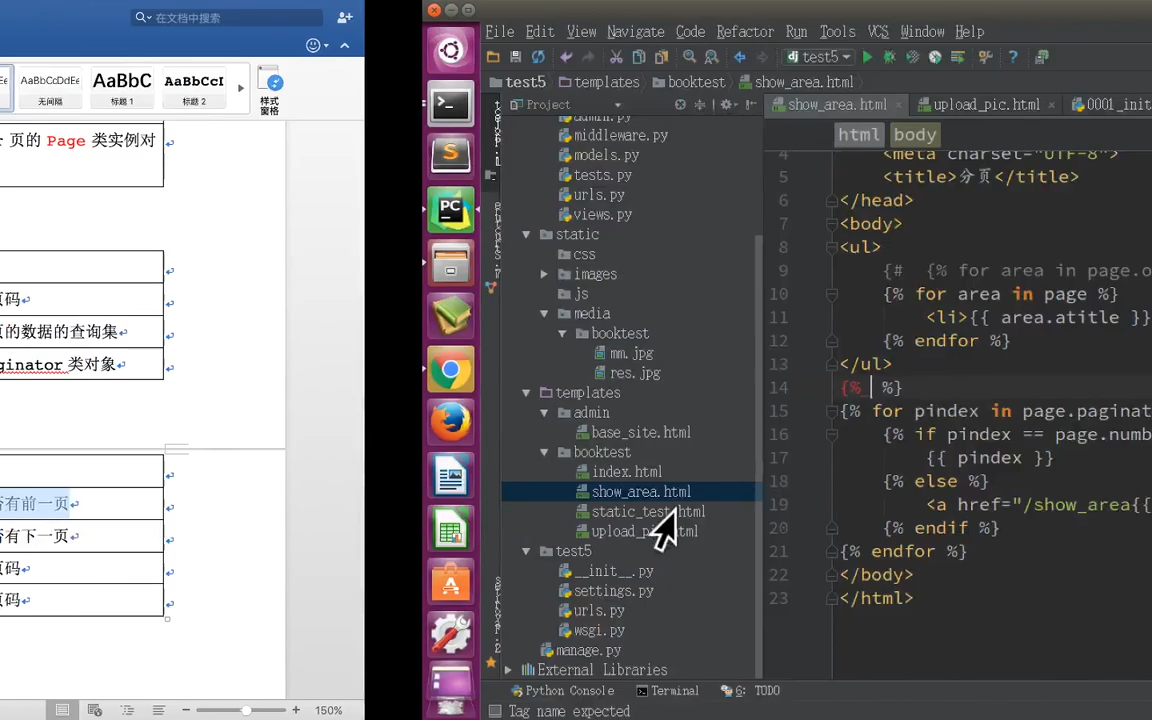 在文档中搜索
AaBbCcDdEe
AaBbC
AaBbCcI
无间隔
标题 1
标题 2
样式
窗格
页的 Page 类实例对
页码
页的数据的查询集
ginator 类对象
否有前一页
否有下一页
页码
页码
150%
File Edit View Navigate Code Refactor Run Tools VCS Window Help
test5
test5 templates booktest show_area.html
Project
show_area.html
upload_pic.html
0001_init
html body
admin.py
middleware.py
models.py
tests.py
urls.py
views.py
static
css
images
js
media
booktest
mm.jpg
res.jpg
templates
admin
base_site.html
booktest
index.html
show_area.html
static_test.html
test5
__init__.py
settings.py
urls.py
wsgi.py
manage.py
External Libraries
4 <meta charset="UTF-8">
5 <title>分页</title>
6 </head>
7 <body>
8 <ul>
9 {# {% for area in page.o
10 {% for area in page %}
11 <li>{{ area.atitle }}
12 {% endfor %}
13 </ul>
14 {% %}
15 {% for pindex in page.paginat
16 {% if pindex == page.numb
17 {{ pindex }}
18 {% else %}
19 <a href="/show_area{{
20 {% endif %}
21 {% endfor %}
22 </body>
23 </html>
Python Console Terminal 6: TODO
Tag name expected